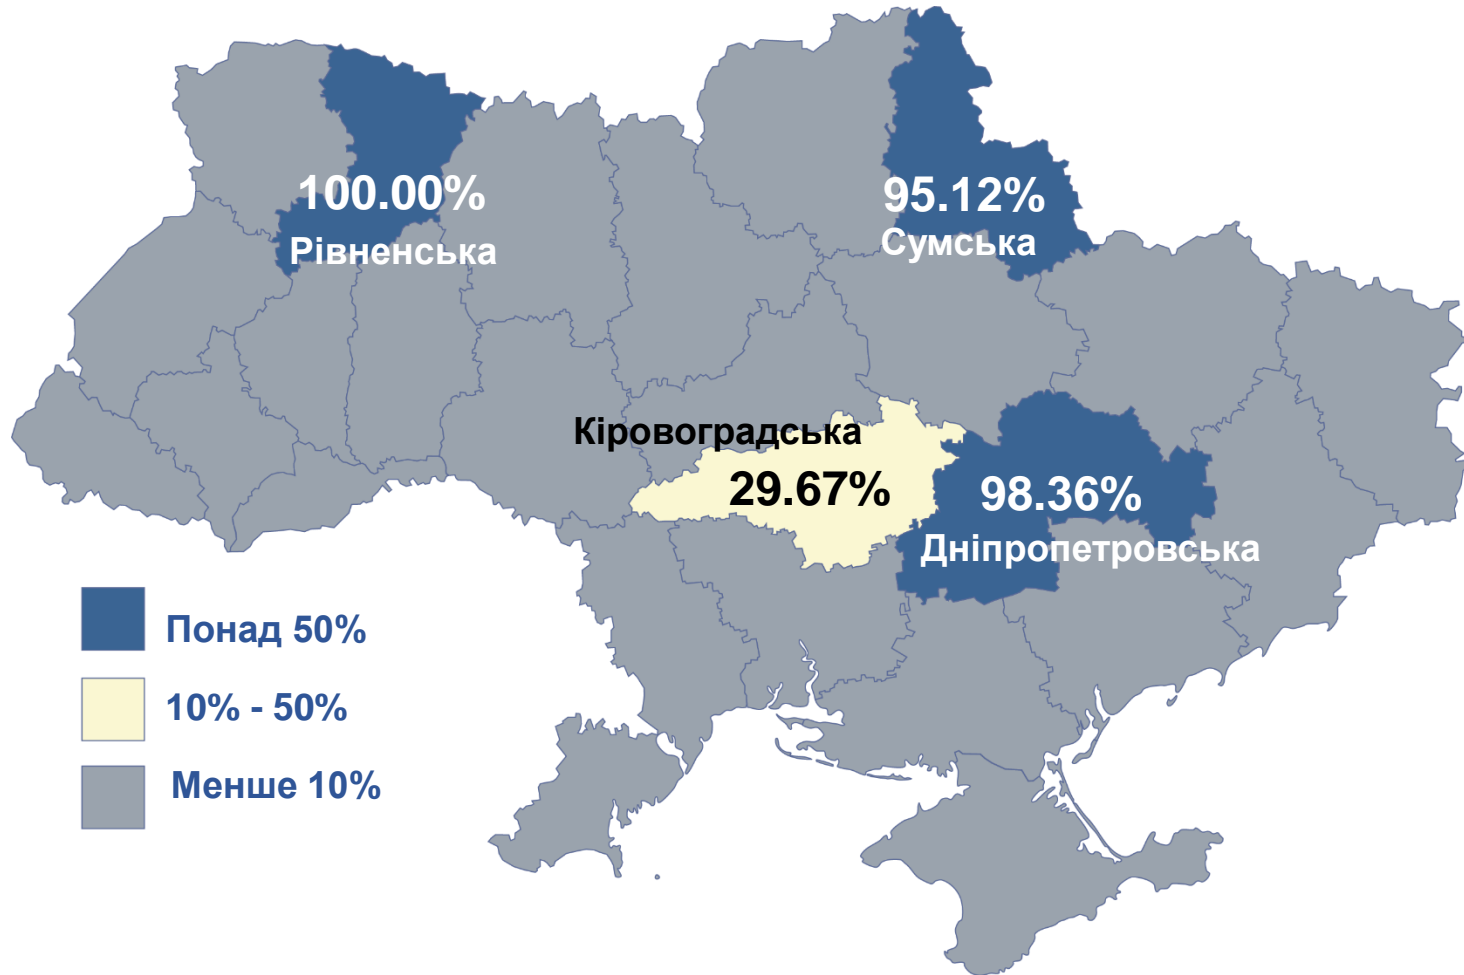 100.00%
Рівненська
95.12%
Сумська
Кіровоградська
29.67%
98.36%
Дніпропетровська
Понад 50%
10% - 50%
Менше 10%